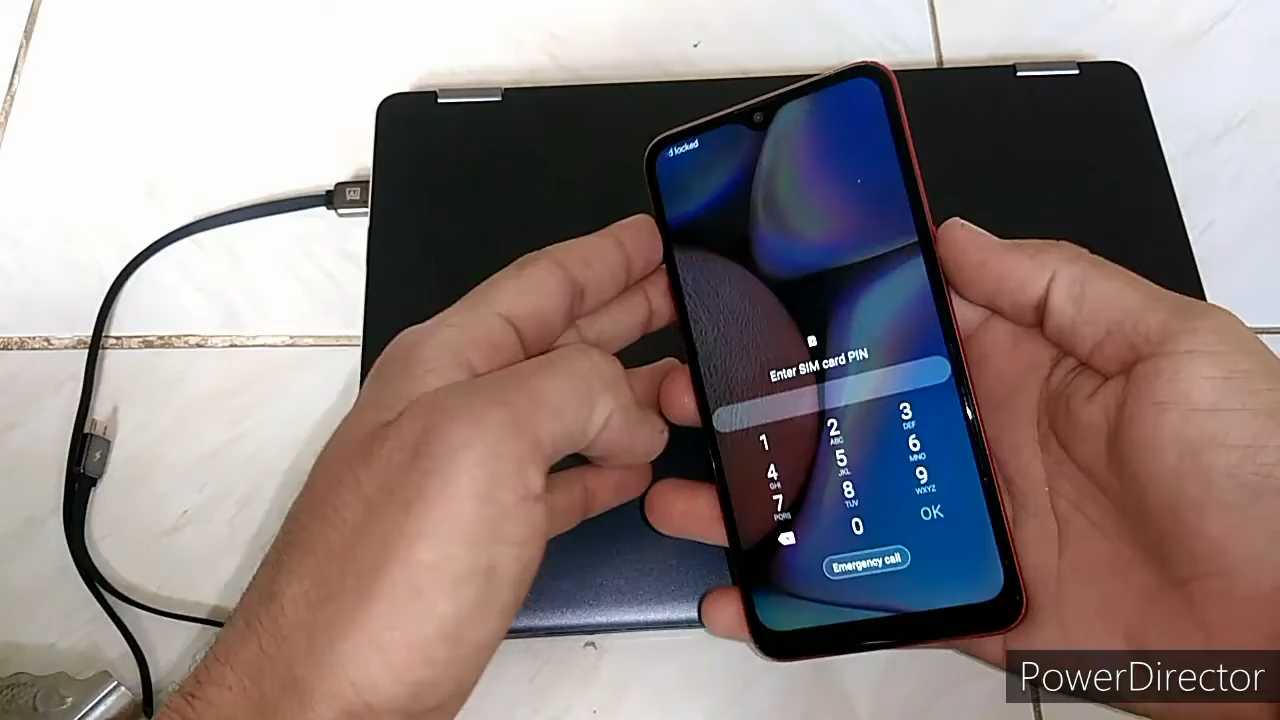 d locked
Enter SIM card PIN
1
2
ABC
3
DEF
4
GHI
5
JKL
6
MNO
7
PQRS
8
TUV
9
WXYZ
0
OK
Emergency call
PowerDirector